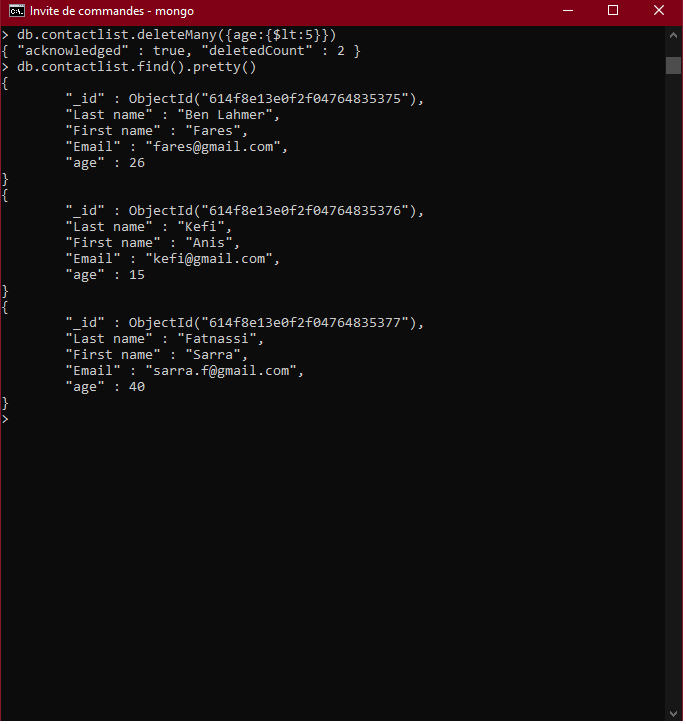 Invite de commandes - mongo
> db.contactlist.deleteMany({age:{$lt:5}})
{ "acknowledged" : true, "deletedCount" : 2 }
> db.contactlist.find().pretty()
{
        "_id" : ObjectId("614f8e13e0f2f04764835375"),
        "Last name" : "Ben Lahmer",
        "First name" : "Fares",
        "Email" : "fares@gmail.com",
        "age" : 26
}
{
        "_id" : ObjectId("614f8e13e0f2f04764835376"),
        "Last name" : "Kefi",
        "First name" : "Anis",
        "Email" : "kefi@gmail.com",
        "age" : 15
}
{
        "_id" : ObjectId("614f8e13e0f2f04764835377"),
        "Last name" : "Fatnassi",
        "First name" : "Sarra",
        "Email" : "sarra.f@gmail.com",
        "age" : 40
}
>